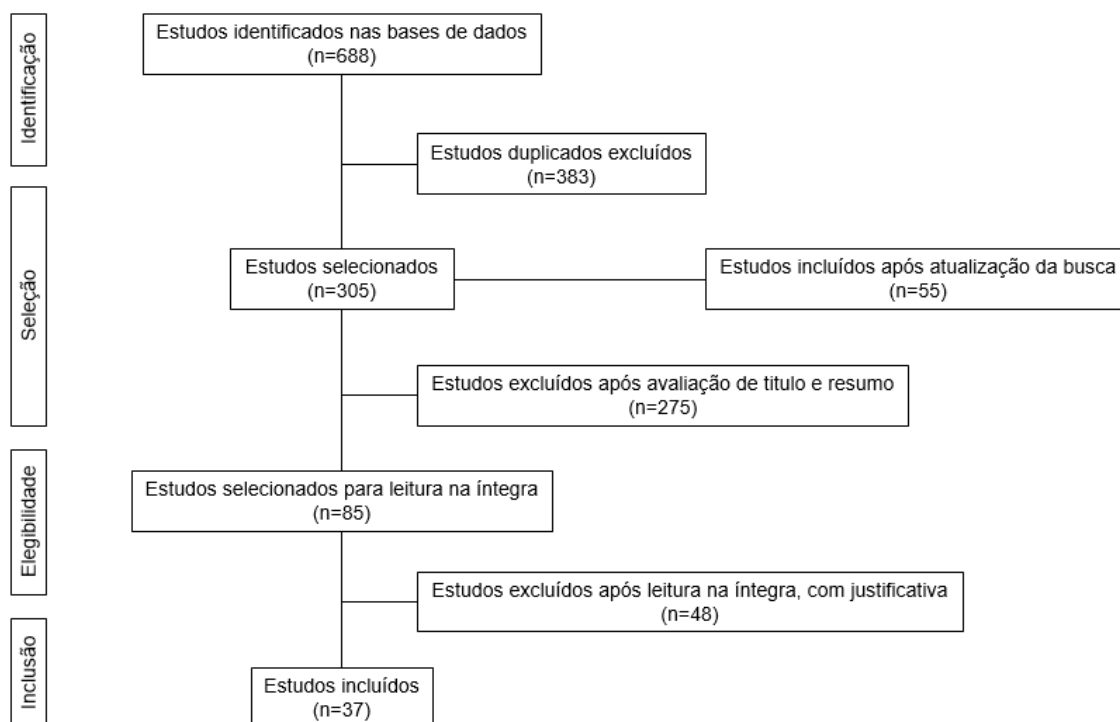 Identificação
Estudos identificados nas bases de dados
(n=688)
Estudos duplicados excluídos
(n=383)
Seleção
Estudos selecionados
(n=305)
Estudos incluídos após atualização da busca
(n=55)
Estudos excluídos após avaliação de titulo e resumo
(n=275)
Elegibilidade
Estudos selecionados para leitura na íntegra
(n=85)
Estudos excluídos após leitura na íntegra, com justificativa
(n=48)
Inclusão
Estudos incluídos
(n=37)